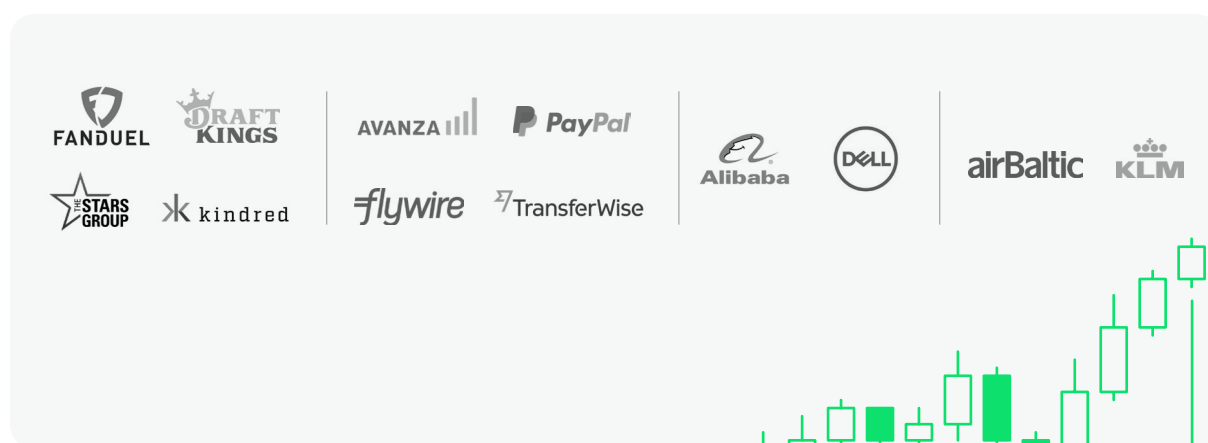 FANDUEL
DRAFT
KINGS
THE
STARS
GROUP
kindred
AVANZA
PayPal
flywire
TransferWise
Alibaba
DELL
airBaltic
KLM